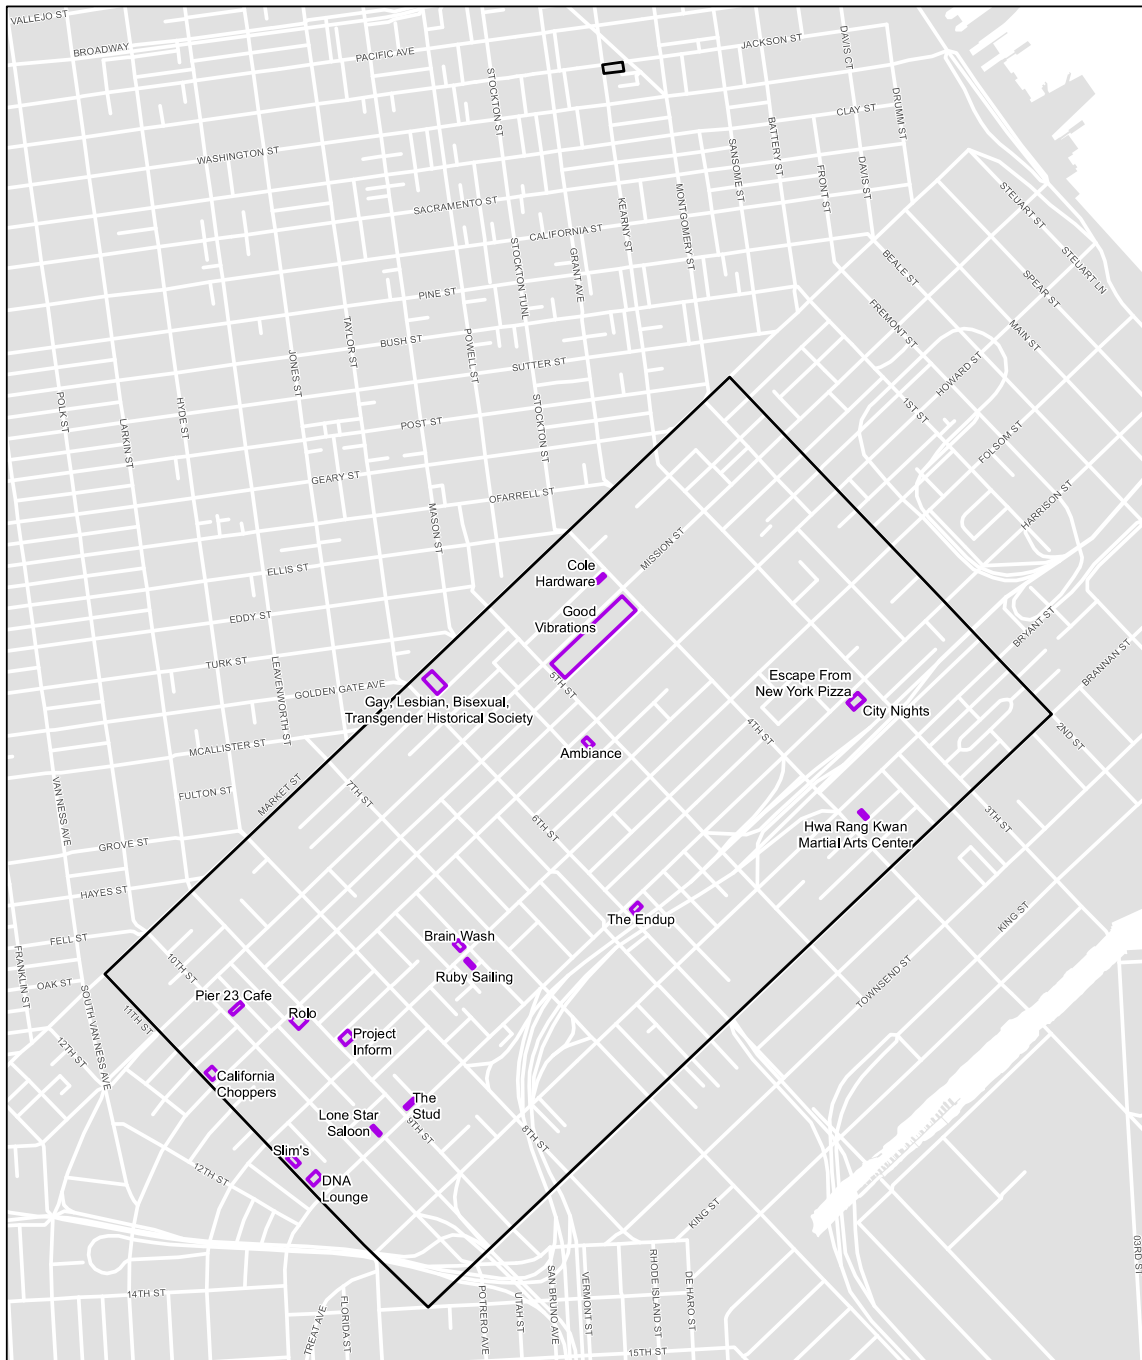 VALLEJO ST
BROADWAY
PACIFIC AVE
JACKSON ST
DAVIS CT
STOCKTON ST
DRUMM ST
CLAY ST
BATTERY ST
WASHINGTON ST
SANSOME ST
DAVIS ST
FRONT ST
SACRAMENTO ST
KEARNY ST
MONTGOMERY ST
STEUART ST
CALIFORNIA ST
STOCKTON TUNL
GRANT AVE
BEALE ST
STEUART LN
SPEAR ST
PINE ST
FREMONT ST
MAIN ST
TAYLOR ST
BUSH ST
POWELL ST
JONES ST
SUTTER ST
HOWARD ST
POLK ST
LARKIN ST
HYDE ST
POST ST
STOCKTON ST
1ST ST
FOLSOM ST
GEARY ST
OFARRELL ST
MASON ST
HARRISON ST
MISSION ST
ELLIS ST
Cole
Hardware
EDDY ST
Good
Vibrations
BRYANT ST
TURK ST
LEAVENWORTH ST
BRANNAN ST
GOLDEN GATE AVE
5TH ST
Escape From
New York Pizza
City Nights
Gay, Lesbian, Bisexual,
Transgender Historical Society
MCALLISTER ST
4TH ST
2ND ST
Ambiance
VAN NESS AVE
FULTON ST
MARKET ST
7TH ST
6TH ST
3TH ST
Hwa Rang Kwan
Martial Arts Center
GROVE ST
HAYES ST
The Endup
KING ST
FELL ST
Brain Wash
FRANKLIN ST
10TH ST
Ruby Sailing
TOWNSEND ST
OAK ST
SOUTH VAN NESS AVE
Pier 23 Cafe
11TH ST
Rolo
12TH ST
Project
Inform
California
Choppers
The
Stud
Lone Star
Saloon
9TH ST
8TH ST
Slim's
12TH ST
DNA
Lounge
KING ST
03RD ST
14TH ST
TREAT AVE
FLORIDA ST
POTRERO AVE
UTAH ST
SAN BRUNO AVE
VERMONT ST
RHODE ISLAND ST
DE HARO ST
15TH ST